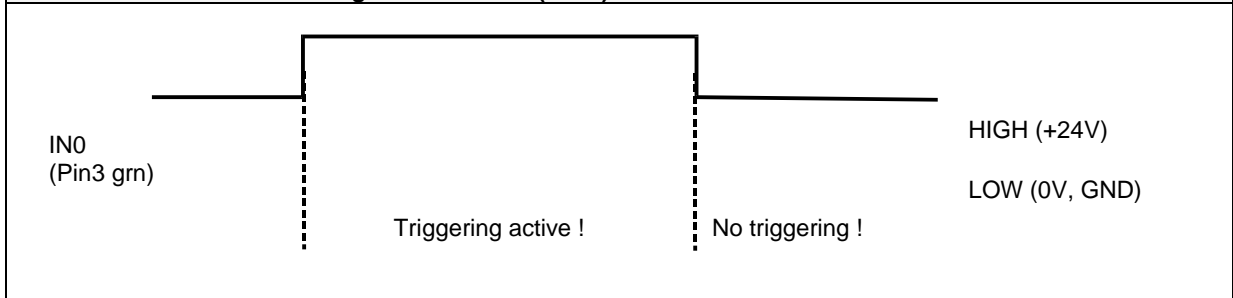 HIGH (+24V)
IN0
(Pin3 grn)
LOW (0V, GND)
Triggering active !
No triggering !